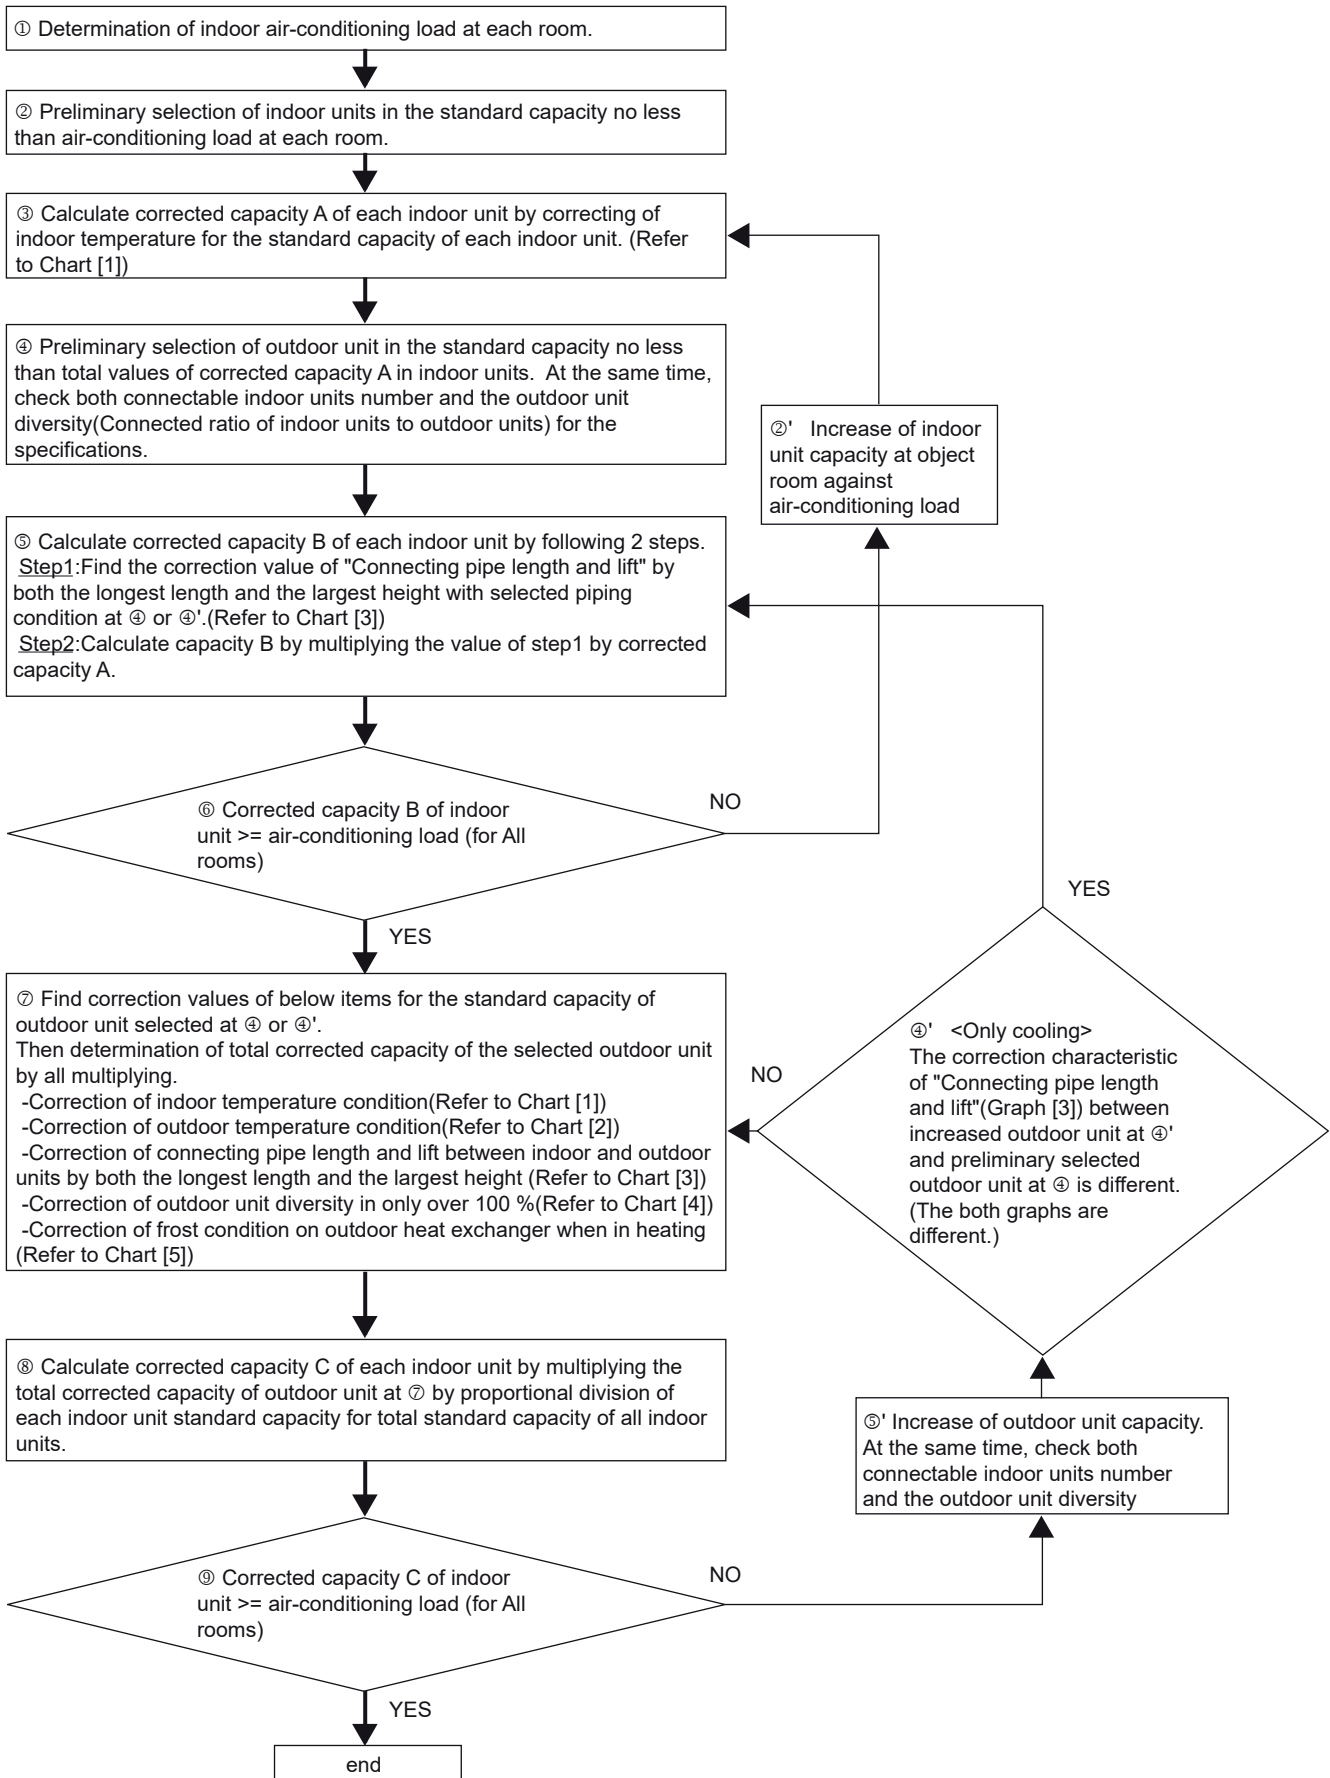 ① Determination of indoor air-conditioning load at each room.
② Preliminary selection of indoor units in the standard capacity no less
than air-conditioning load at each room.
③ Calculate corrected capacity A of each indoor unit by correcting of
indoor temperature for the standard capacity of each indoor unit. (Refer
to Chart [1])
④ Preliminary selection of outdoor unit in the standard capacity no less
than total values of corrected capacity A in indoor units.  At the same time,
check both connectable indoor units number and the outdoor unit
diversity(Connected ratio of indoor units to outdoor units) for the
specifications.
②'   Increase of indoor
unit capacity at object
room against
air-conditioning load
⑤ Calculate corrected capacity B of each indoor unit by following 2 steps.
Step1:Find the correction value of "Connecting pipe length and lift" by
both the longest length and the largest height with selected piping
condition at ④ or ④'.(Refer to Chart [3])
Step2:Calculate capacity B by multiplying the value of step1 by corrected
capacity A.
⑥ Corrected capacity B of indoor
unit >= air-conditioning load (for All
rooms)
NO
YES
⑦ Find correction values of below items for the standard capacity of
outdoor unit selected at ④ or ④'.
Then determination of total corrected capacity of the selected outdoor unit
by all multiplying.
-Correction of indoor temperature condition(Refer to Chart [1])
-Correction of outdoor temperature condition(Refer to Chart [2])
-Correction of connecting pipe length and lift between indoor and outdoor
units by both the longest length and the largest height (Refer to Chart [3])
-Correction of outdoor unit diversity in only over 100 %(Refer to Chart [4])
-Correction of frost condition on outdoor heat exchanger when in heating
(Refer to Chart [5])
YES
NO
④'   <Only cooling>
The correction characteristic
of "Connecting pipe length
and lift"(Graph [3]) between
increased outdoor unit at ④'
and preliminary selected
outdoor unit at ④ is different.
(The both graphs are
different.)
⑧ Calculate corrected capacity C of each indoor unit by multiplying the
total corrected capacity of outdoor unit at ⑦ by proportional division of
each indoor unit standard capacity for total standard capacity of all indoor
units.
⑤' Increase of outdoor unit capacity.
At the same time, check both
connectable indoor units number
and the outdoor unit diversity
⑨ Corrected capacity C of indoor
unit >= air-conditioning load (for All
rooms)
NO
YES
end